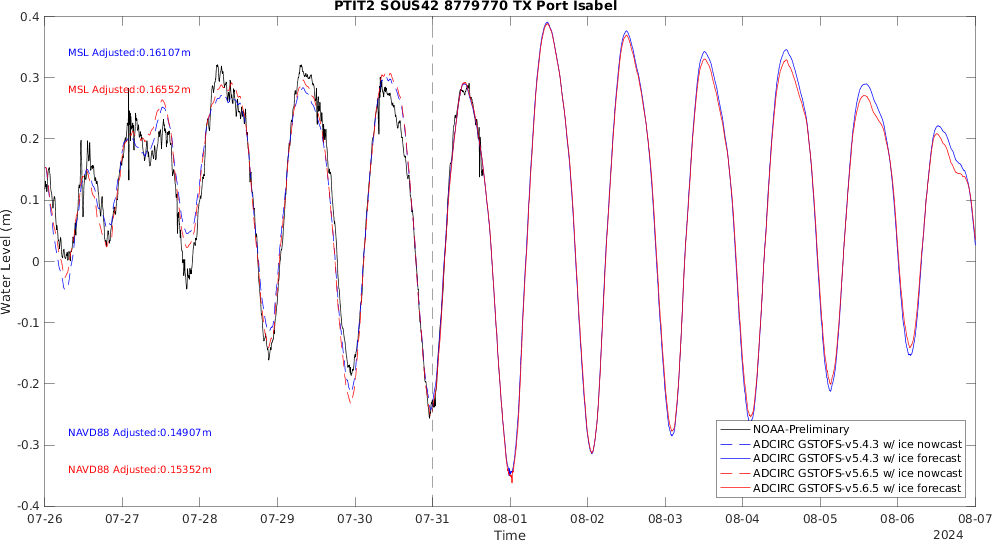 PTIT2 SOUS42 8779770 TX Port Isabel
0.4
0.3
0.2
0.1
0
-0.1
-0.2
-0.3
-0.4
Water Level (m)
MSL Adjusted:0.16107m
MSL Adjusted:0.16552m
NAVD88 Adjusted:0.14907m
NAVD88 Adjusted:0.15352m
NOAA-Preliminary
ADCIRC GSTOFS-v5.4.3 w/ ice nowcast
ADCIRC GSTOFS-v5.4.3 w/ ice forecast
ADCIRC GSTOFS-v5.6.5 w/ ice nowcast
ADCIRC GSTOFS-v5.6.5 w/ ice forecast
07-26 07-27 07-28 07-29 07-30 07-31 08-01 08-02 08-03 08-04 08-05 08-06 08-07
Time
2024